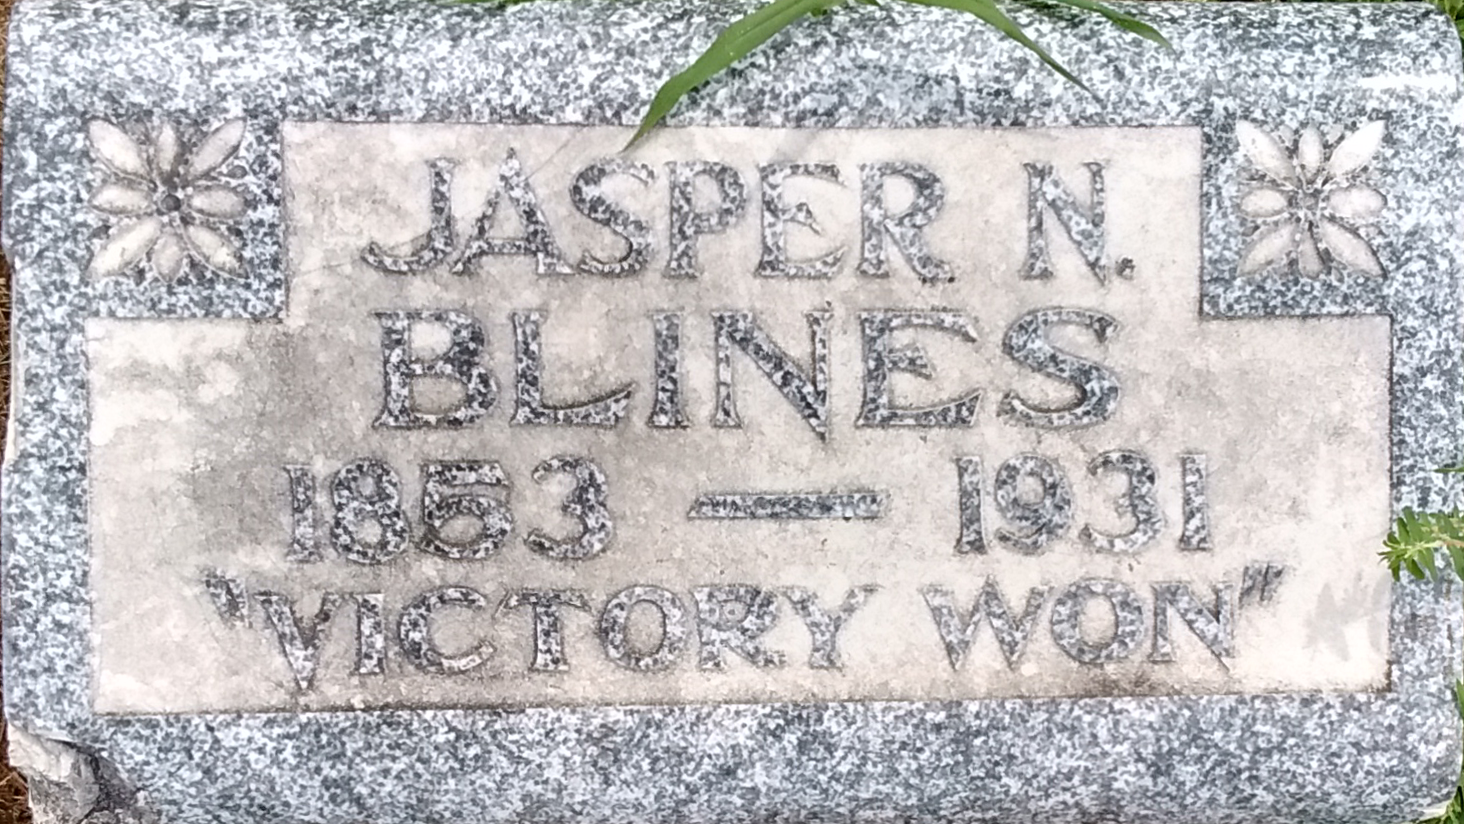 JASPER N.
BLINES
1853 — 1931
"VICTORY WON"